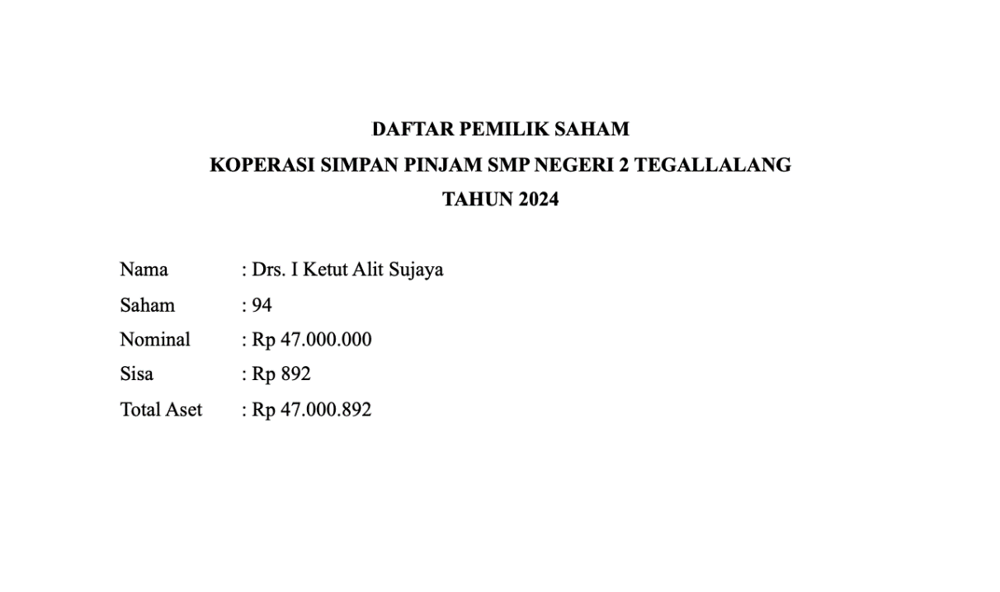 DAFTAR PEMILIK SAHAM
KOPERASI SIMPAN PINJAM SMP NEGERI 2 TEGALLALANG
TAHUN 2024
Nama : Drs. I Ketut Alit Sujaya
Saham : 94
Nominal : Rp 47.000.000
Sisa : Rp 892
Total Aset : Rp 47.000.892